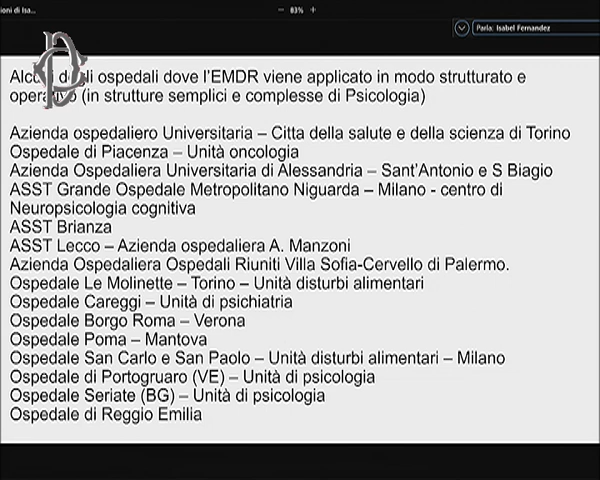 ioni di Isa...
83%
Parla: Isabel Fernandez
Alcuni degli ospedali dove l'EMDR viene applicato in modo strutturato e
operativo (in strutture semplici e complesse di Psicologia)
Azienda ospedaliero Universitaria – Citta della salute e della scienza di Torino
Ospedale di Piacenza – Unità oncologia
Azienda Ospedaliera Universitaria di Alessandria – Sant'Antonio e S Biagio
ASST Grande Ospedale Metropolitano Niguarda – Milano - centro di
Neuropsicologia cognitiva
ASST Brianza
ASST Lecco – Azienda ospedaliera A. Manzoni
Azienda Ospedaliera Ospedali Riuniti Villa Sofia-Cervello di Palermo.
Ospedale Le Molinette – Torino – Unità disturbi alimentari
Ospedale Careggi – Unità di psichiatria
Ospedale Borgo Roma – Verona
Ospedale Poma – Mantova
Ospedale San Carlo e San Paolo – Unità disturbi alimentari – Milano
Ospedale di Portogruaro (VE) – Unità di psicologia
Ospedale Seriate (BG) – Unità di psicologia
Ospedale di Reggio Emilia